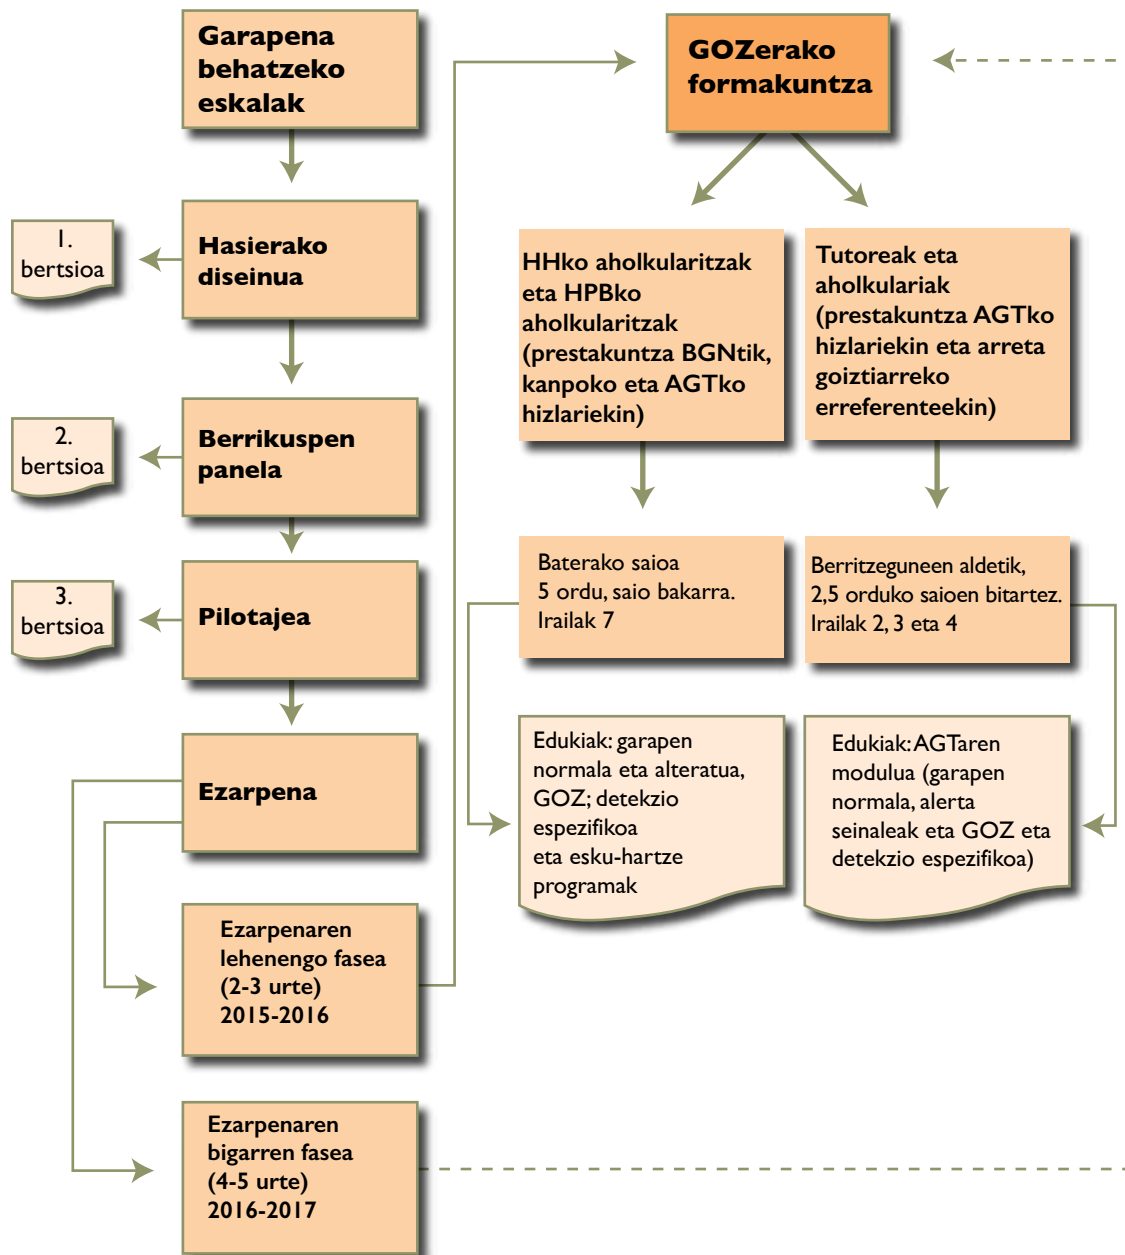 Garapena
behatzeko
eskalak
Hasierako
diseinua
1.
bertsioa
Berrikuspen
panela
2.
bertsioa
Pilotajea
3.
bertsioa
Ezarpena
Ezarpenaren
lehenengo fasea
(2-3 urte)
2015-2016
Ezarpenaren
bigarren fasea
(4-5 urte)
2016-2017
GOZerako
formakuntza
HHko aholkularitzak
eta HPBko
aholkularitzak
(prestakuntza BGNtik,
kanpoko eta AGTko
hizlariekin)
Tutoreak eta
aholkulariak
(prestakuntza AGTko
hizlariekin eta arreta
goiztiarreko
erreferenteekin)
Baterako saioa
5 ordu, saio bakarra.
Irailak 7
Berritzeguneen aldetik,
2,5 orduko saioen bitartez.
Irailak 2, 3 eta 4
Edukiak: garapen
normala eta alteratua,
GOZ; detekzio
espezifikoa
eta esku-hartze
programak
Edukiak: AGTaren
modulua (garapen
normala, alerta
seinaleak eta GOZ eta
detekzio espezifikoa)